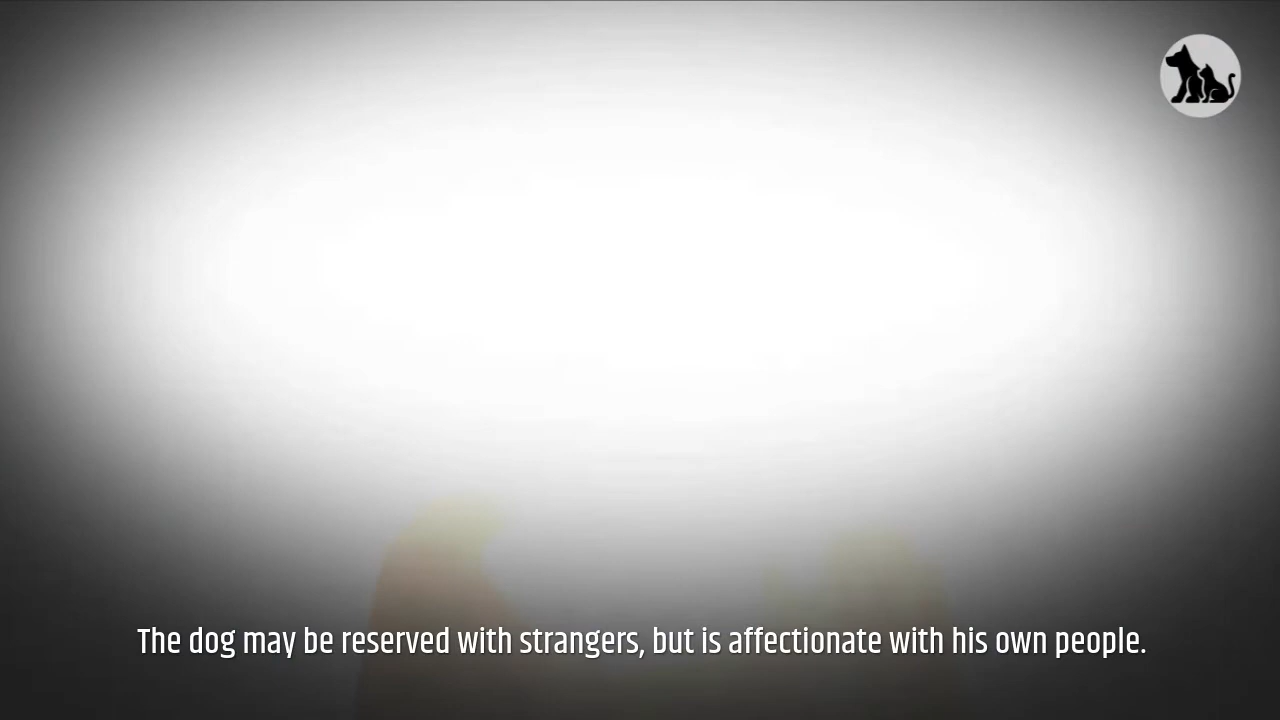 The dog may be reserved with strangers, but is affectionate with his own people.